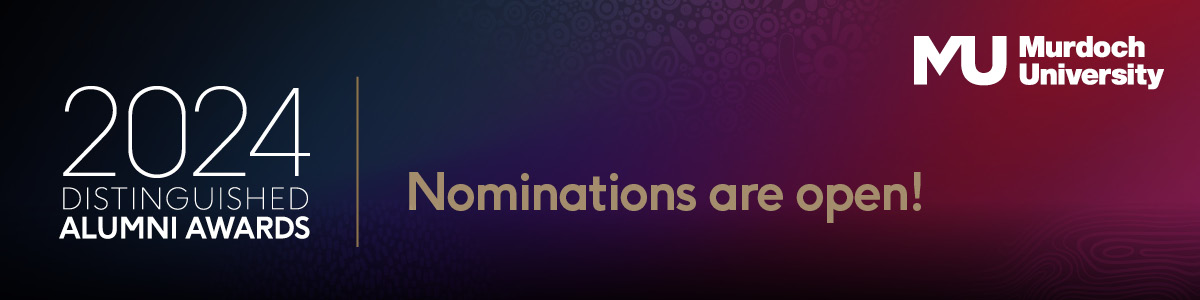 2024
DISTINGUISHED
ALUMNI AWARDS
Nominations are open!
MU Murdoch
University